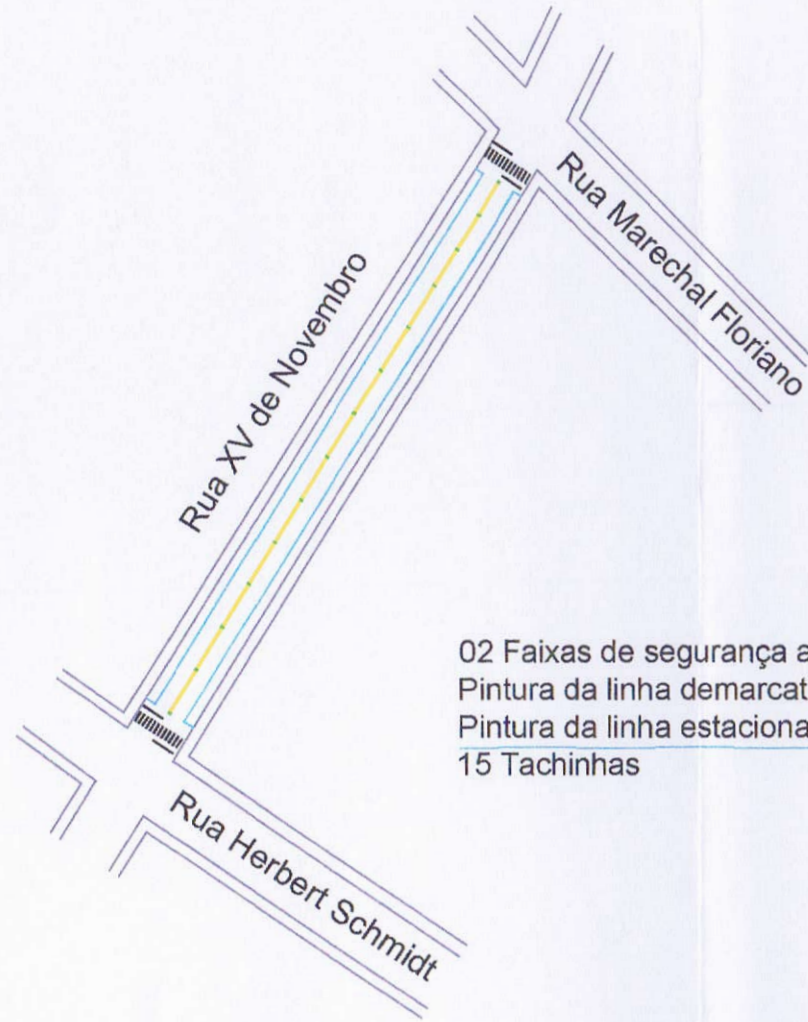 Rua Marechal Floriano
Rua XV de Novembro
02 Faixas de segurança
Pintura da linha
Pintura da linha
15 Tachinhas
Rua Herbert Schmidt